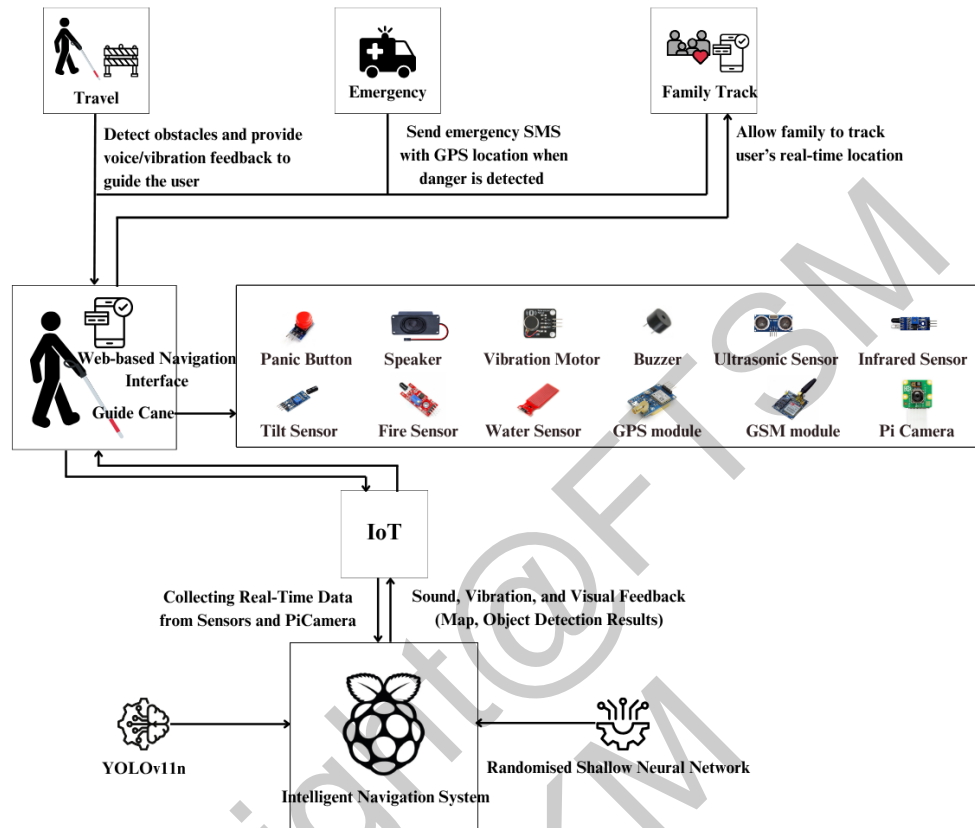 Travel
Emergency
Family Track
Detect obstacles and provide
voice/vibration feedback to
guide the user
Send emergency SMS
with GPS location when
danger is detected
Allow family to track
user's real-time location
Web-based Navigation
Interface
Guide Cane
Panic Button
Speaker
Vibration Motor
Buzzer
Ultrasonic Sensor
Infrared Sensor
Tilt Sensor
Fire Sensor
Water Sensor
GPS module
GSM module
Pi Camera
IoT
Collecting Real-Time Data
from Sensors and PiCamera
Sound, Vibration, and Visual Feedback
(Map, Object Detection Results)
YOLOv11n
Intelligent Navigation System
Randomised Shallow Neural Network
ight@FTSM